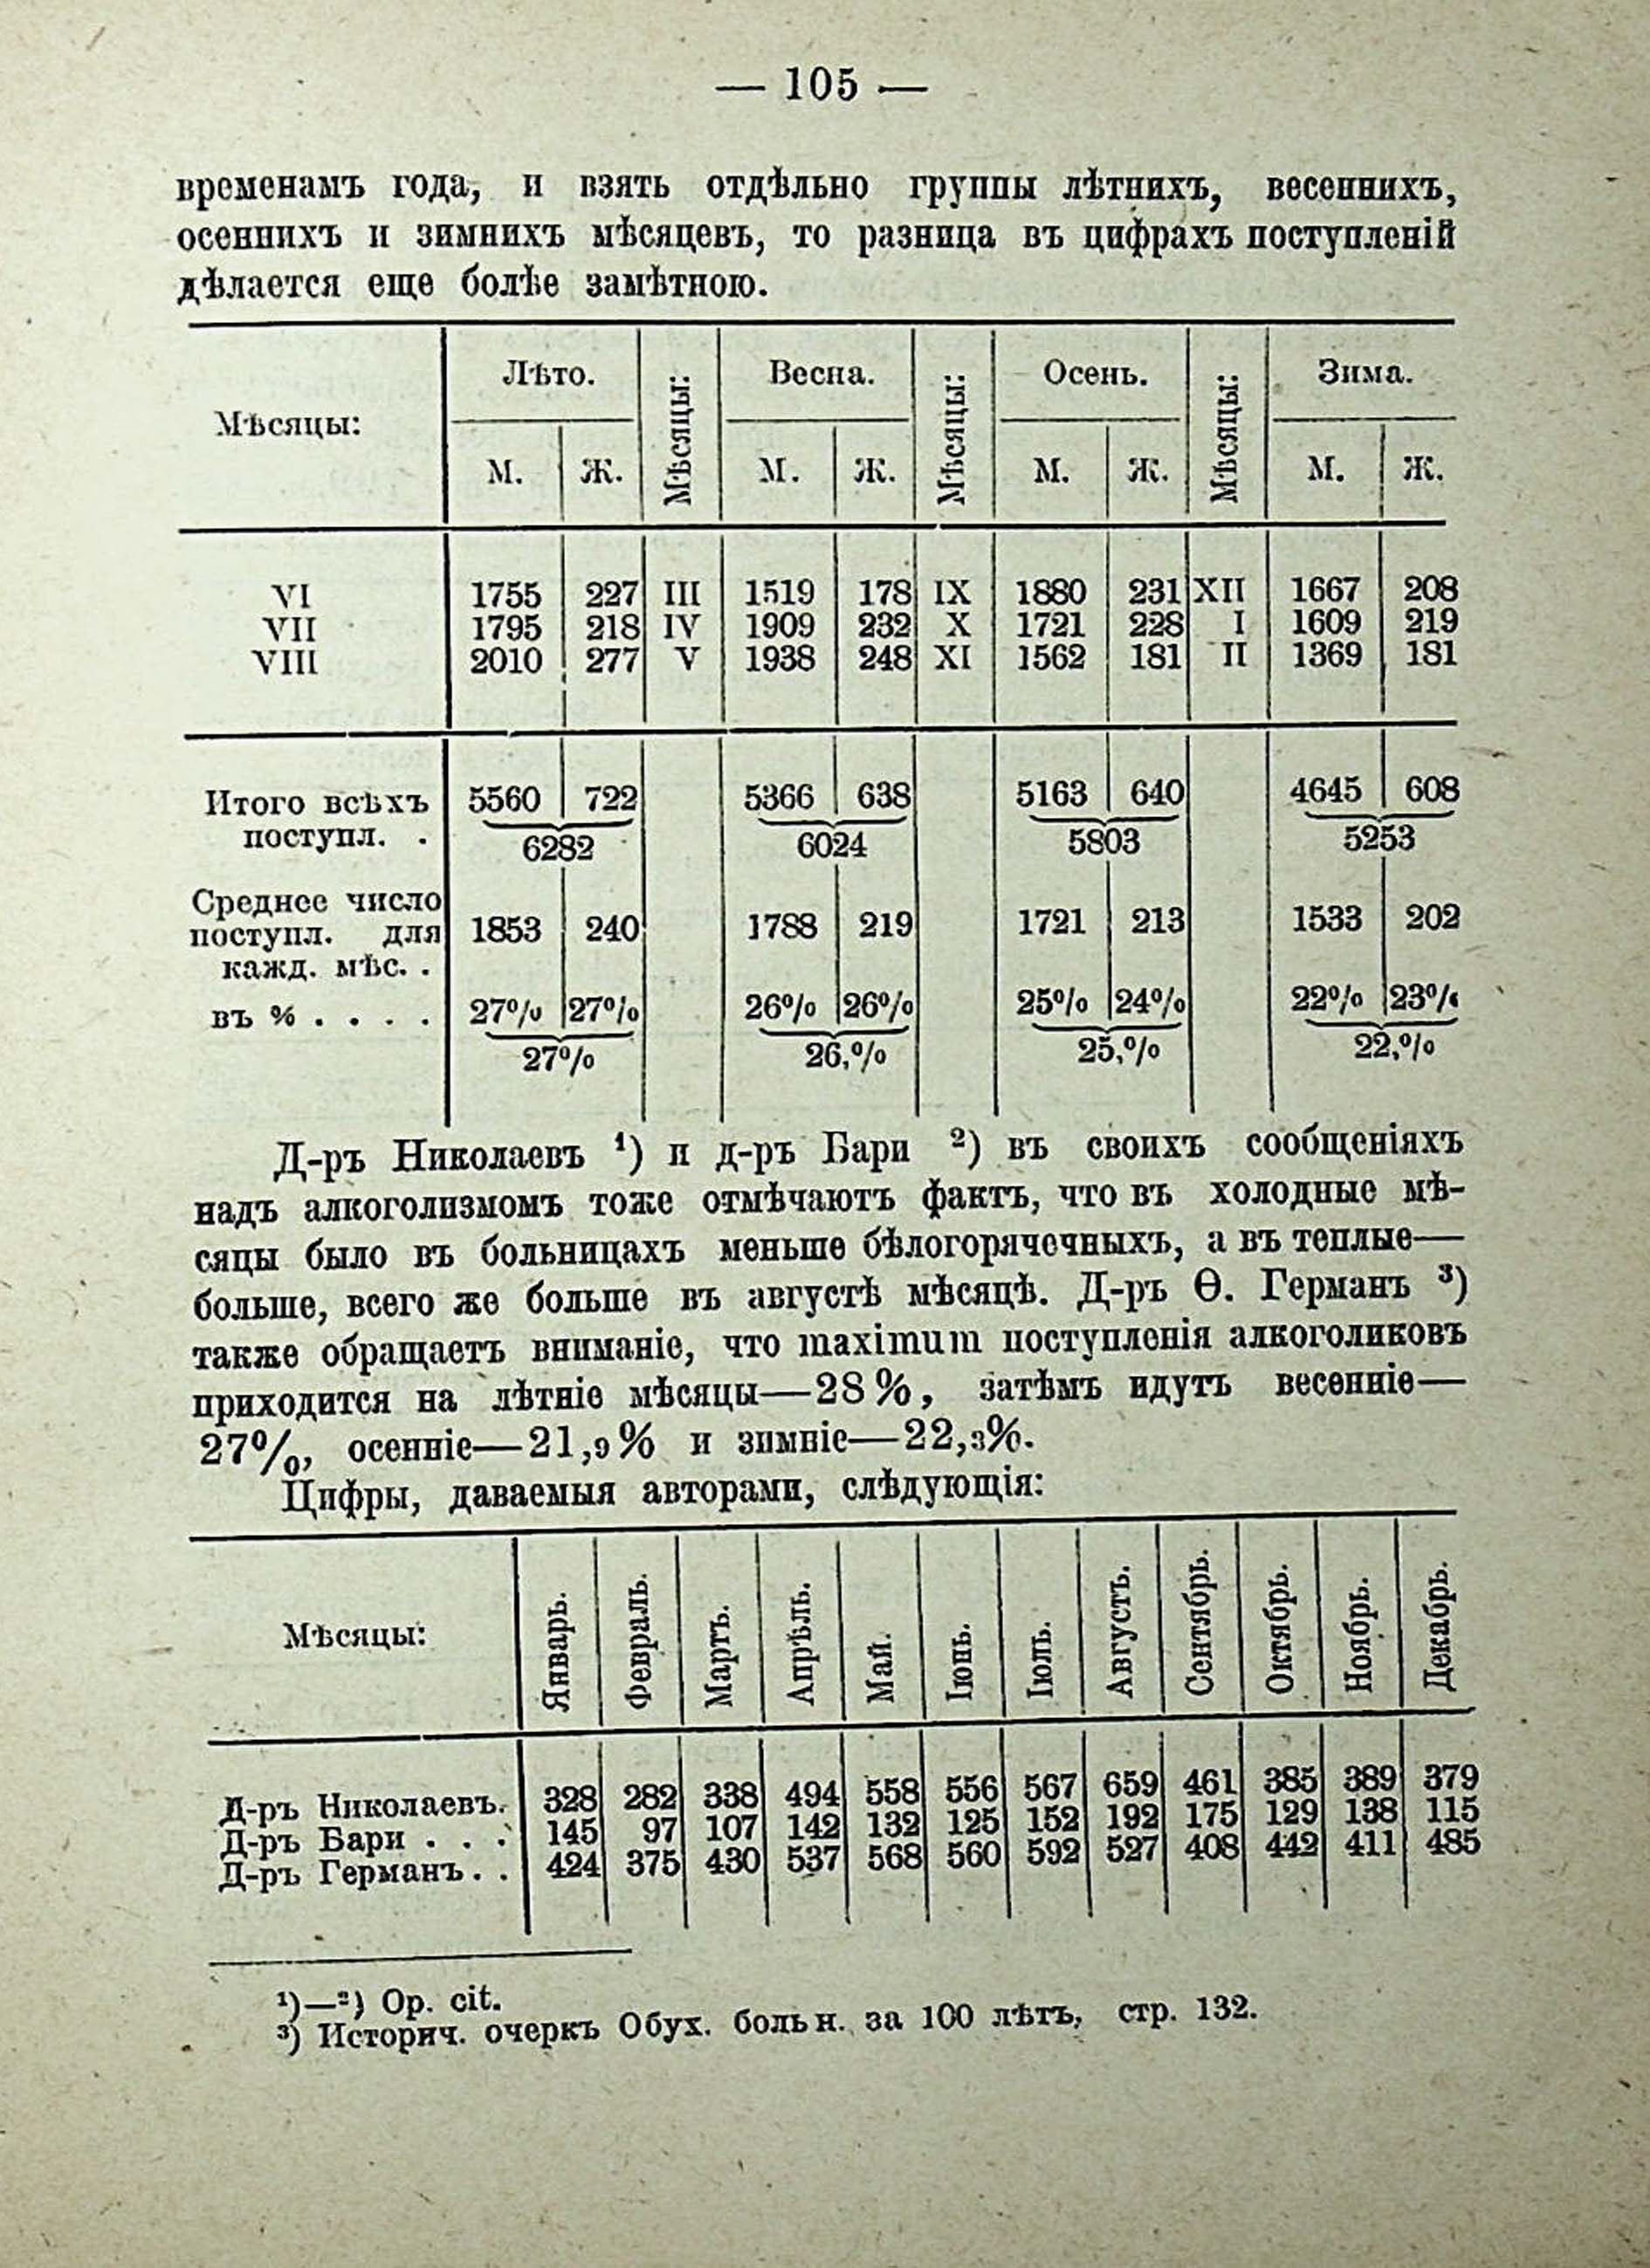 — 105 —
временамъ года, и взять отдѣльно группы лѣтнихъ, весеннихъ,
осеннихъ и зимнихъ мѣсяцевъ, то разница въ цифрахъ поступленій
дѣлается еще болѣе замѣтною.
Мѣсяцы: Лѣто. Мѣсяцы: Весна. Мѣсяцы: Осень. Мѣсяцы: Зима.
М. Ж. М. Ж. М. Ж. М. Ж.
VI 1755 227 III 1519 178 IX 1880 231 XII 1667 208
VII 1795 218 IV 1909 232 X 1721 228 I 1609 219
VIII 2010 277 V 1938 248 XI 1562 181 II 1369 181
Итого всѣхъ
поступл. . 5560 722 5366 638 5163 640 4645 608
6282 6024 5803 5253
Среднее число
поступл. для 1853 240 1788 219 1721 213 1533 202
кажд. мѣс. .
въ % . . . . 27% 27% 26% 26% 25% 24% 22% 23%
27% 26,% 25,% 22,%
Д-ръ Николаевъ ¹) и д-ръ Бари ²) въ своихъ сообщеніяхъ
надъ алкоголизмомъ тоже отмѣчаютъ фактъ, что въ холодные мѣ-
сяцы было въ больницахъ меньше бѣлогорячечныхъ, а въ теплые—
больше, всего же больше въ августѣ мѣсяцѣ. Д-ръ Ѳ. Германъ ³)
также обращаетъ вниманіе, что maximum поступленія алкоголиковъ
приходится на лѣтніе мѣсяцы—28%, затѣмъ идутъ весенніе—
27%, осенніе—21,9% и зимніе—22,3%.
Цифры, даваемыя авторами, слѣдующія:
Мѣсяцы: Январь. Февраль. Мартъ. Апрѣль. Май. Іюнь. Іюль. Августъ. Сентябрь. Октябрь. Ноябрь. Декабрь.
Д-ръ Николаевъ. 328 282 338 494 558 556 567 659 461 385 389 379
Д-ръ Бари . . . 145 97 107 142 132 125 152 192 175 129 138 115
Д-ръ Германъ. . 424 375 430 537 568 560 592 527 408 442 411 485
¹)—²) Op. cit.
³) Историч. очеркъ Обух. больн. за 100 лѣтъ, стр. 132.